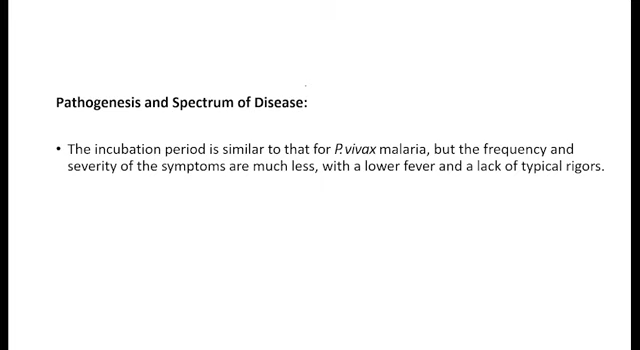 Pathogenesis and Spectrum of Disease:
• The incubation period is similar to that for P.vivax malaria, but the frequency and
severity of the symptoms are much less, with a lower fever and a lack of typical rigors.